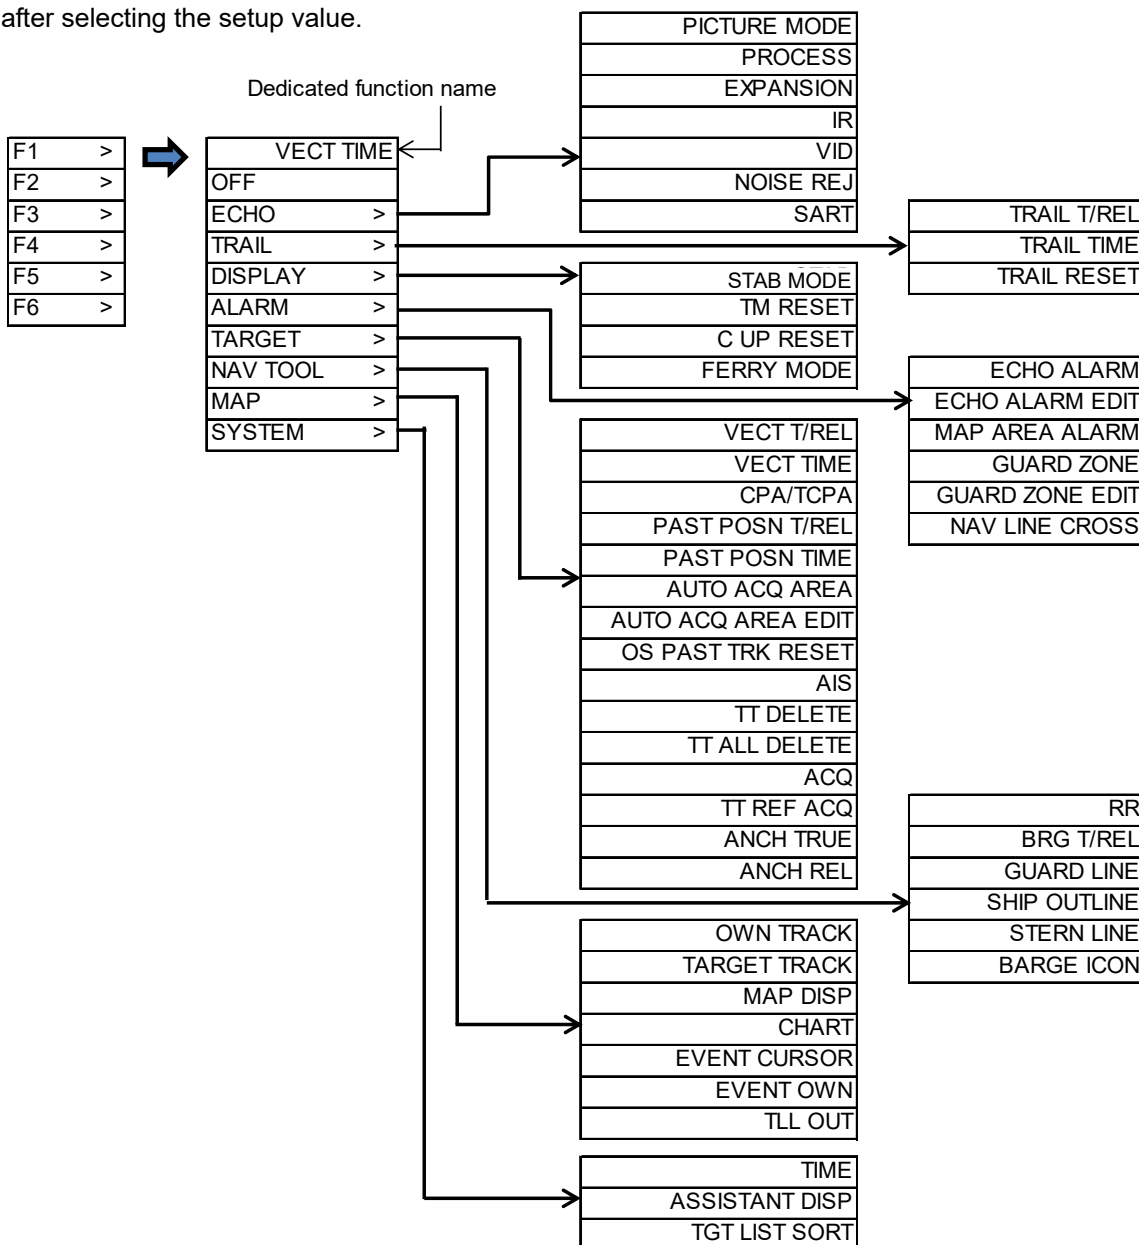 after selecting the setup value.
Dedicated function name
F1 >
F2 >
F3 >
F4 >
F5 >
F6 >
VECT TIME
OFF
ECHO >
TRAIL >
DISPLAY >
ALARM >
TARGET >
NAV TOOL >
MAP >
SYSTEM >
PICTURE MODE
PROCESS
EXPANSION
IR
VID
NOISE REJ
SART
TRAIL T/REL
TRAIL TIME
TRAIL RESET
STAB MODE
TM RESET
C UP RESET
FERRY MODE
ECHO ALARM
ECHO ALARM EDIT
MAP AREA ALARM
GUARD ZONE
GUARD ZONE EDIT
NAV LINE CROSS
VECT T/REL
VECT TIME
CPA/TCPA
PAST POSN T/REL
PAST POSN TIME
AUTO ACQ AREA
AUTO ACQ AREA EDIT
OS PAST TRK RESET
AIS
TT DELETE
TT ALL DELETE
ACQ
TT REF ACQ
ANCH TRUE
ANCH REL
RR
BRG T/REL
GUARD LINE
SHIP OUTLINE
STERN LINE
BARGE ICON
OWN TRACK
TARGET TRACK
MAP DISP
CHART
EVENT CURSOR
EVENT OWN
TLL OUT
TIME
ASSISTANT DISP
TGT LIST SORT